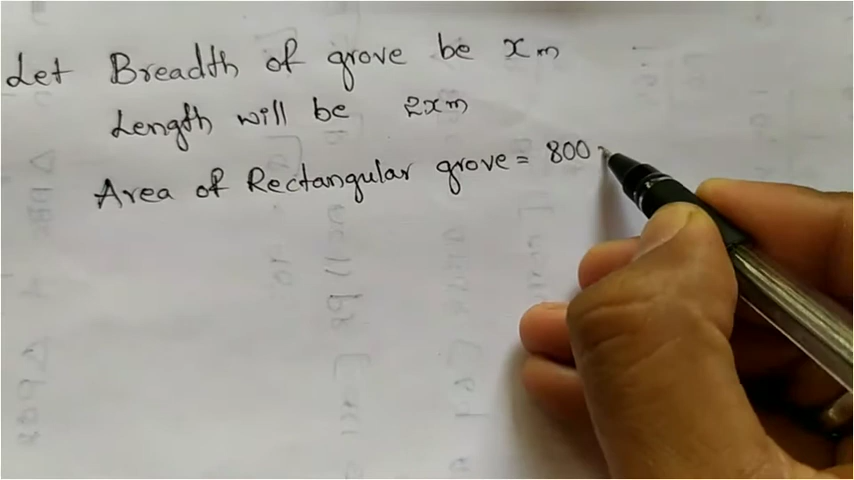 Let Breadth of grove be x m
Length will be 2x m
Area of Rectangular grove = 800